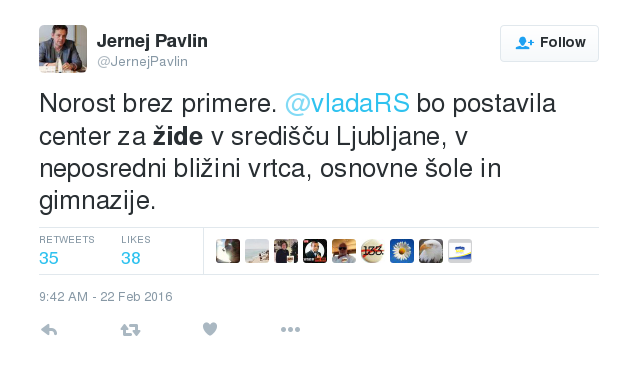 Jernej Pavlin
@JernejPavlin
Follow
Norost brez primere. @vladaRS bo postavila
center za žide v središču Ljubljane, v
neposredni bližini vrtca, osnovne šole in
gimnazije.
RETWEETS LIKES
35 38
9:42 AM - 22 Feb 2016